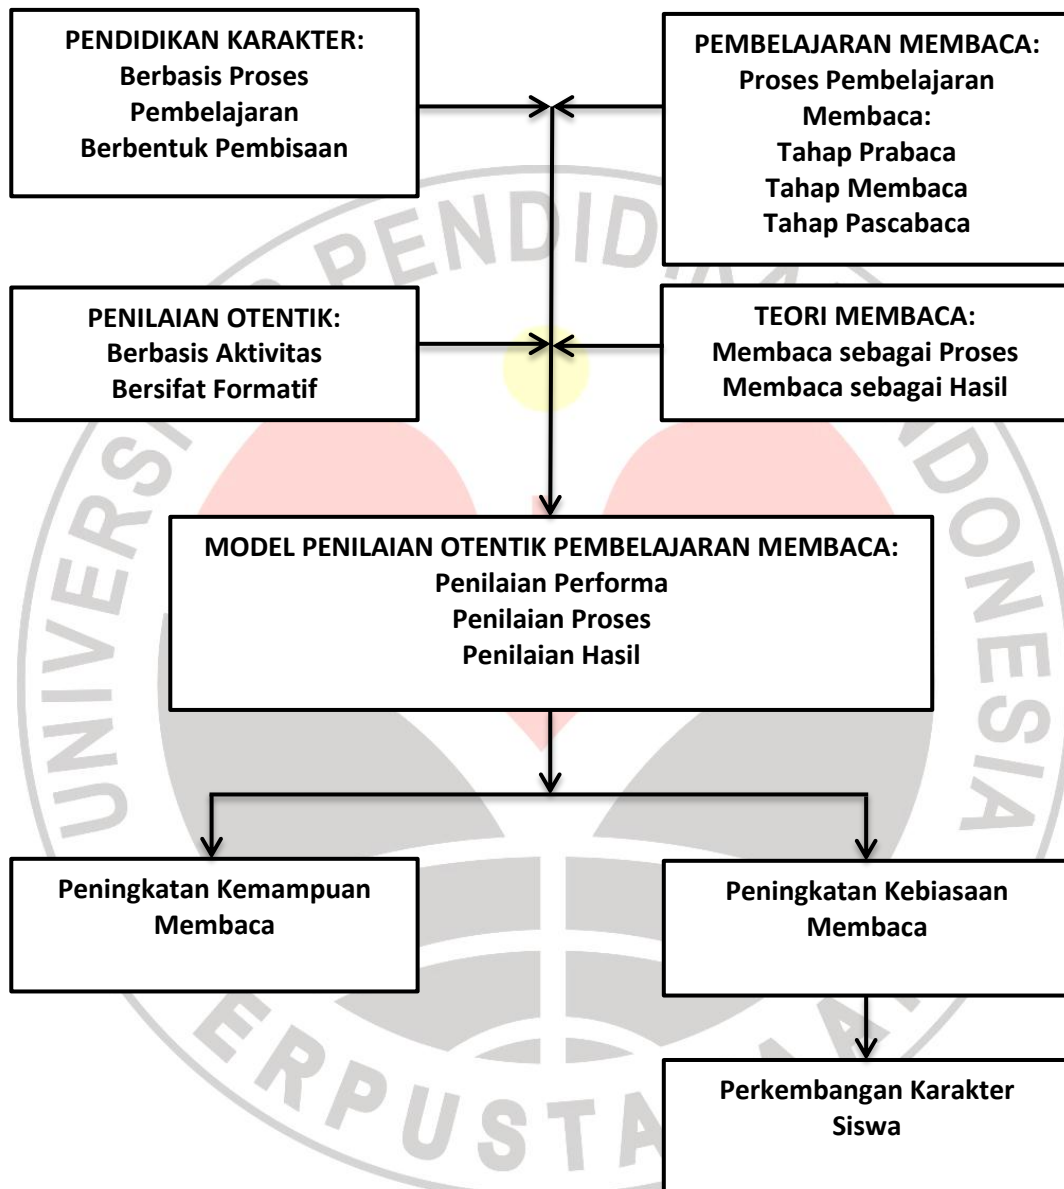 PENDIDIKAN KARAKTER:
Berbasis Proses
Pembelajaran
Berbentuk Pembisaan
PEMBELAJARAN MEMBACA:
Proses Pembelajaran
Membaca:
Tahap Prabaca
Tahap Membaca
Tahap Pascabaca
PENILAIAN OTENTIK:
Berbasis Aktivitas
Bersifat Formatif
TEORI MEMBACA:
Membaca sebagai Proses
Membaca sebagai Hasil
MODEL PENILAIAN OTENTIK PEMBELAJARAN MEMBACA:
Penilaian Performa
Penilaian Proses
Penilaian Hasil
Peningkatan Kemampuan
Membaca
Peningkatan Kebiasaan
Membaca
Perkembangan Karakter
Siswa